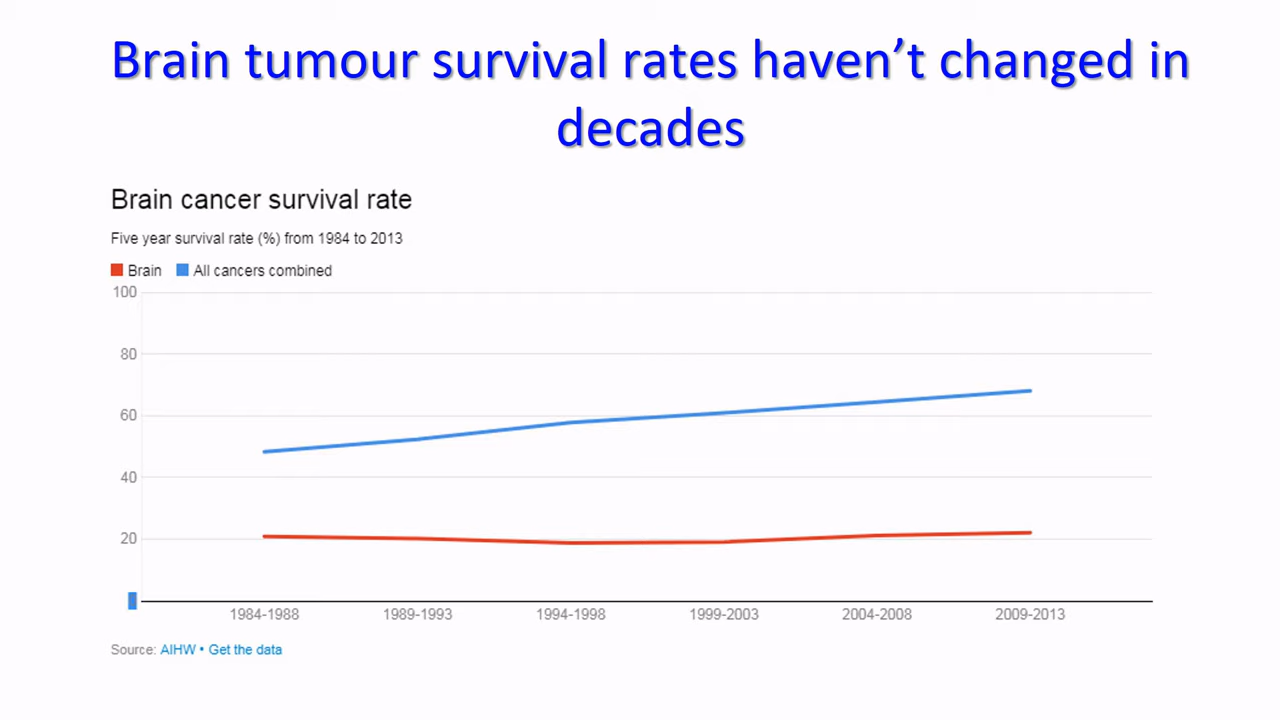 Brain tumour survival rates haven’t changed in
decades
Brain cancer survival rate
Five year survival rate (%) from 1984 to 2013
Brain All cancers combined
100
80
60
40
20
1984-1988 1989-1993 1994-1998 1999-2003 2004-2008 2009-2013
Source: AIHW • Get the data